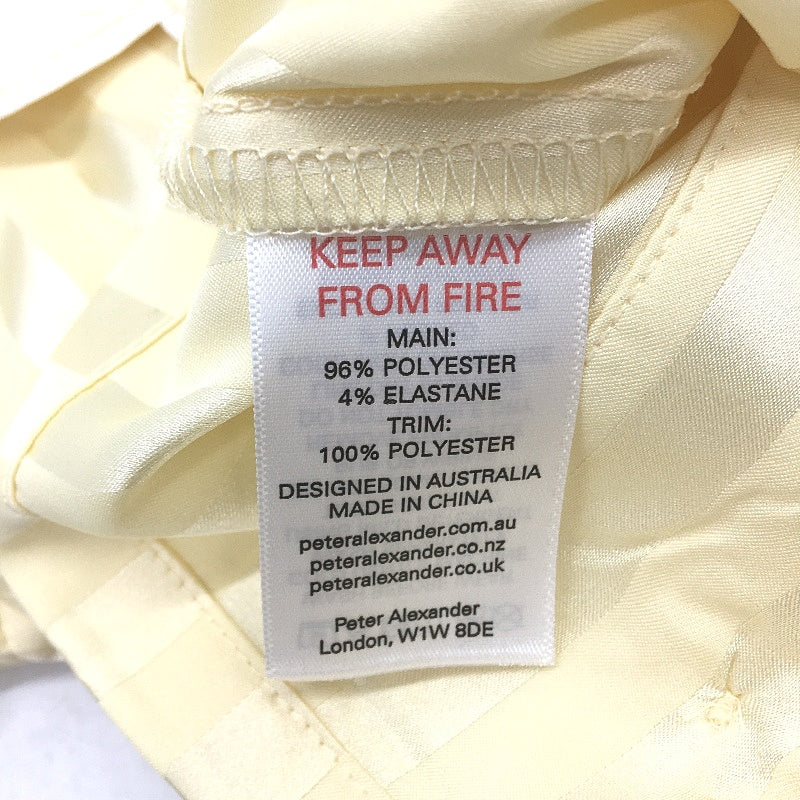 KEEP AWAY
FROM FIRE
MAIN:
96% POLYESTER
4% ELASTANE
TRIM:
100% POLYESTER
DESIGNED IN AUSTRALIA
MADE IN CHINA
peteralexander.com.au
peteralexander.co.nz
peteralexander.co.uk
Peter Alexander
London, W1W 8DE